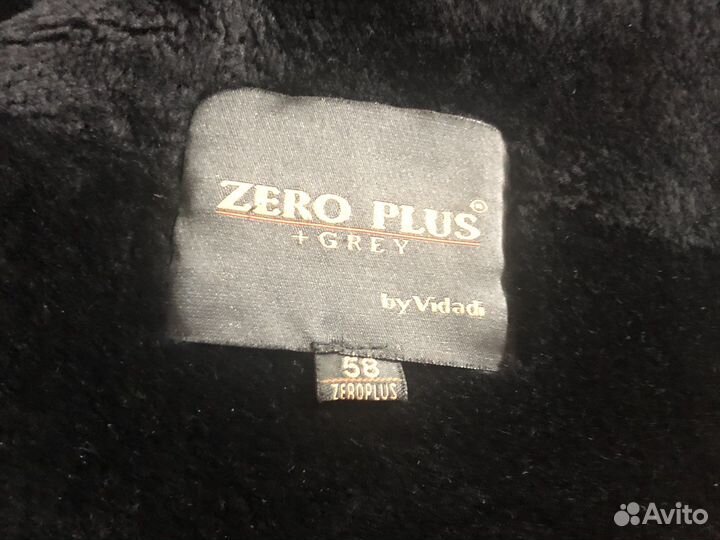 ZERO PLUS®
+GREY
by Vidadi
58
ZEROPLUS
Avito